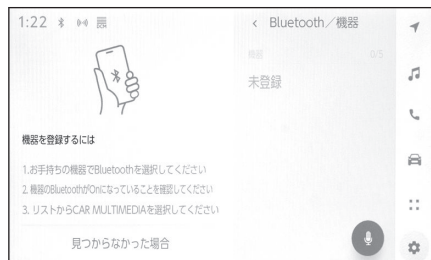 1:22
Bluetooth／機器
機器 0/5
未登録
機器を登録するには
1.お手持ちの機器でBluetoothを選択してください
2. 機器のBluetoothがOnになっていることを確認してください
3. リストからCAR MULTIMEDIAを選択してください
見つからなかった場合